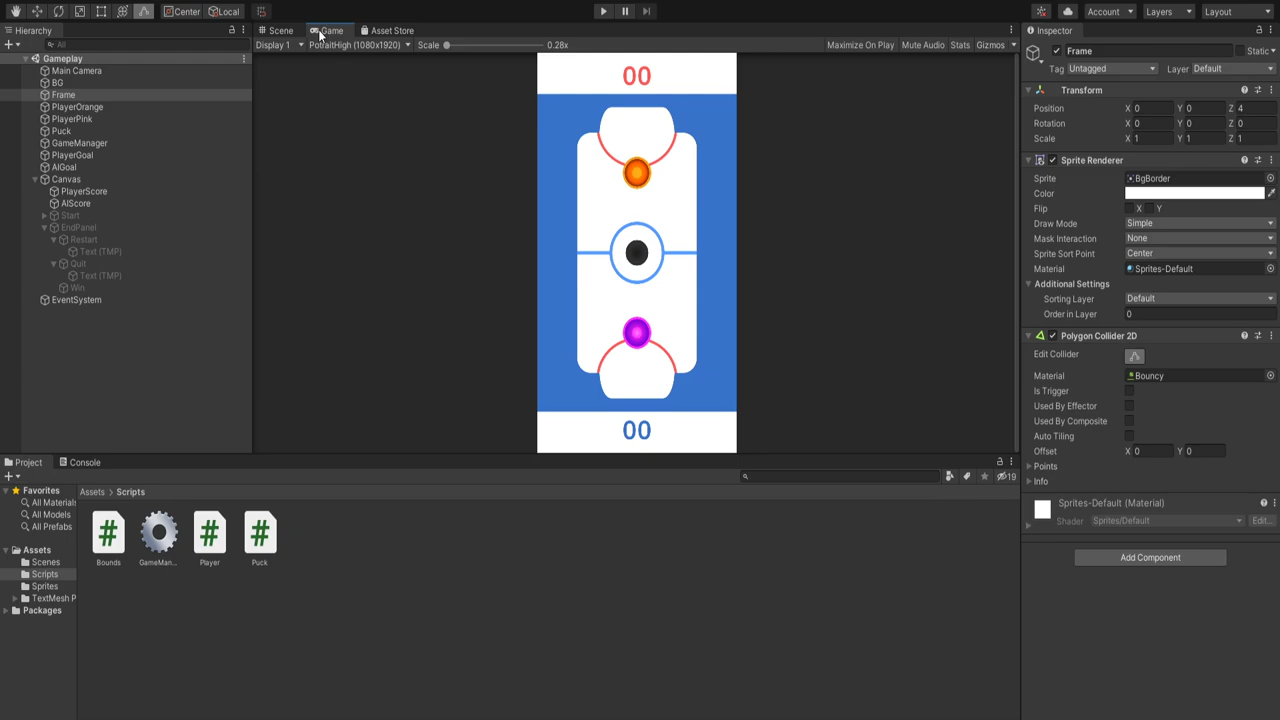 Center Local Account Layers Layout
Hierarchy Scene Game Asset Store Inspector
All Display 1 PotraitHigh (1080x1920) Scale 0.28x Maximize On Play Mute Audio Stats Gizmos Frame Static
Gameplay
Main Camera
BG
Frame
PlayerOrange
PlayerPink
Puck
GameManager
PlayerGoal
AIGoal
Canvas
PlayerScore
AIScore
Start
EndPanel
Restart
Text (TMP)
Quit
Text (TMP)
Win
EventSystem
00
00
Tag Untagged Layer Default
Transform
Position X 0 Y 0 Z 4
Rotation X 0 Y 0 Z 0
Scale X 1 Y 1 Z 1
Sprite Renderer
Sprite BgBorder
Color
Flip X Y
Draw Mode Simple
Mask Interaction None
Sprite Sort Point Center
Material Sprites-Default
Additional Settings
Sorting Layer Default
Order in Layer 0
Polygon Collider 2D
Edit Collider
Material Bouncy
Is Trigger
Used By Effector
Used By Composite
Auto Tiling
Offset X 0 Y 0
Points
Info
Sprites-Default (Material)
Shader Sprites/Default Edit...
Add Component
Project Console
19
Favorites
All Materials
All Models
All Prefabs
Assets
Scenes
Scripts
Sprites
TextMesh P
Packages
Assets > Scripts
Bounds GameMan... Player Puck